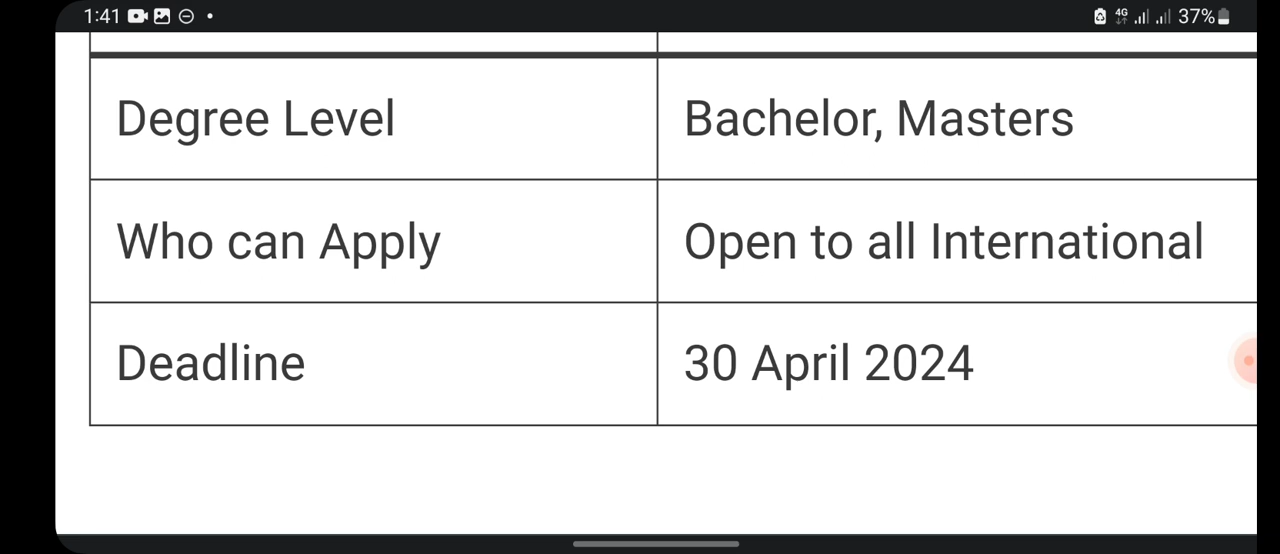 1:41
4G 37%
Degree Level Bachelor, Masters
Who can Apply Open to all International
Deadline 30 April 2024